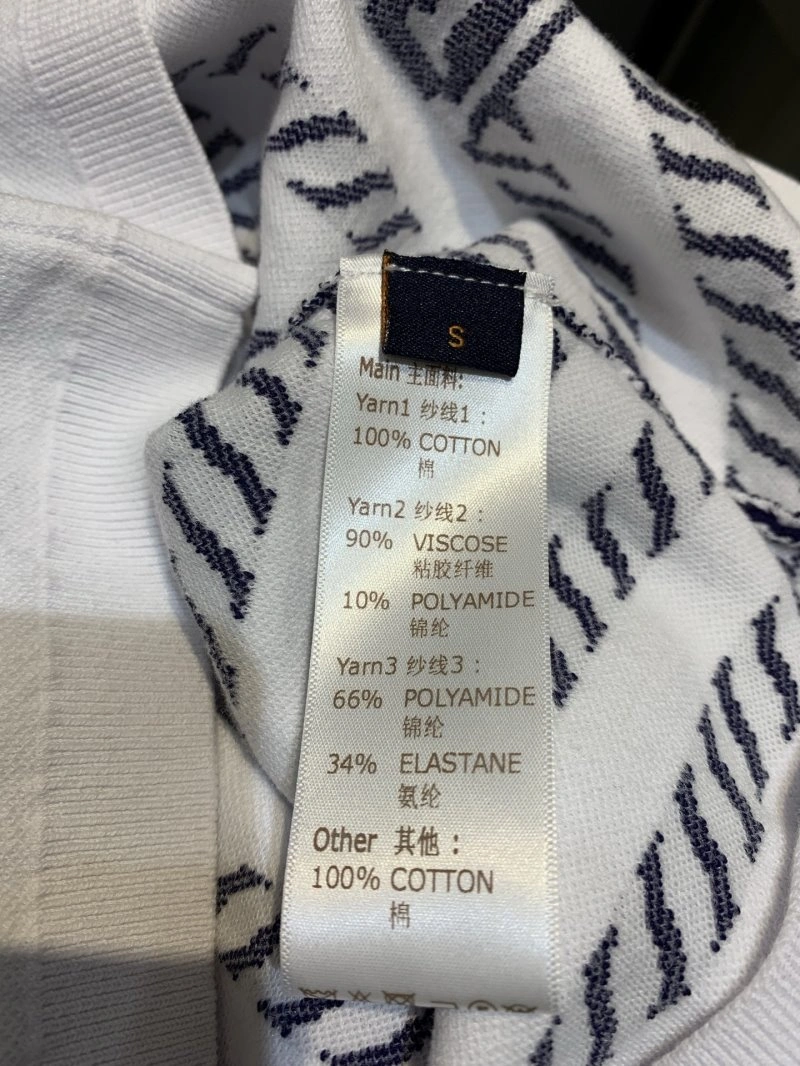 S
Main 主面料:
Yarn1 纱线1 :
100% COTTON
棉
Yarn2 纱线2 :
90% VISCOSE
粘胶纤维
10% POLYAMIDE
锦纶
Yarn3 纱线3 :
66% POLYAMIDE
锦纶
34% ELASTANE
氨纶
Other 其他 :
100% COTTON
棉